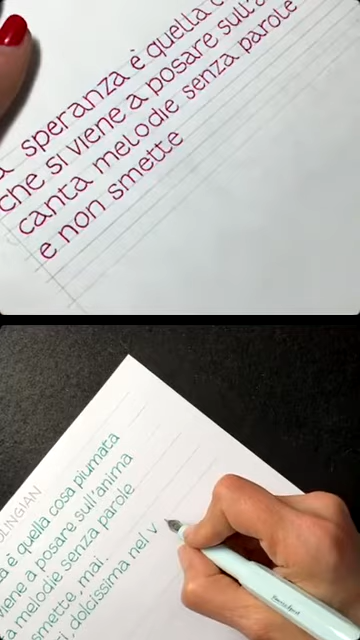 speranza è quella
che si viene a posare sull'a
canta melodie senza parole
e non smette
OLINGIAN
a è quella cosa piumata
viene a posare sull'anima
a melodie senza parole
smette, mai.
i, dolcissima nel v